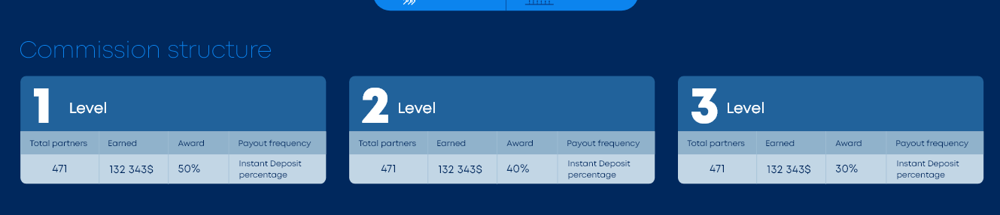 Commission structure
1 Level
Total partners Earned Award Payout frequency
471 132 343$ 50% Instant Deposit
percentage
2 Level
Total partners Earned Award Payout frequency
471 132 343$ 40% Instant Deposit
percentage
3 Level
Total partners Earned Award Payout frequency
471 132 343$ 30% Instant Deposit
percentage